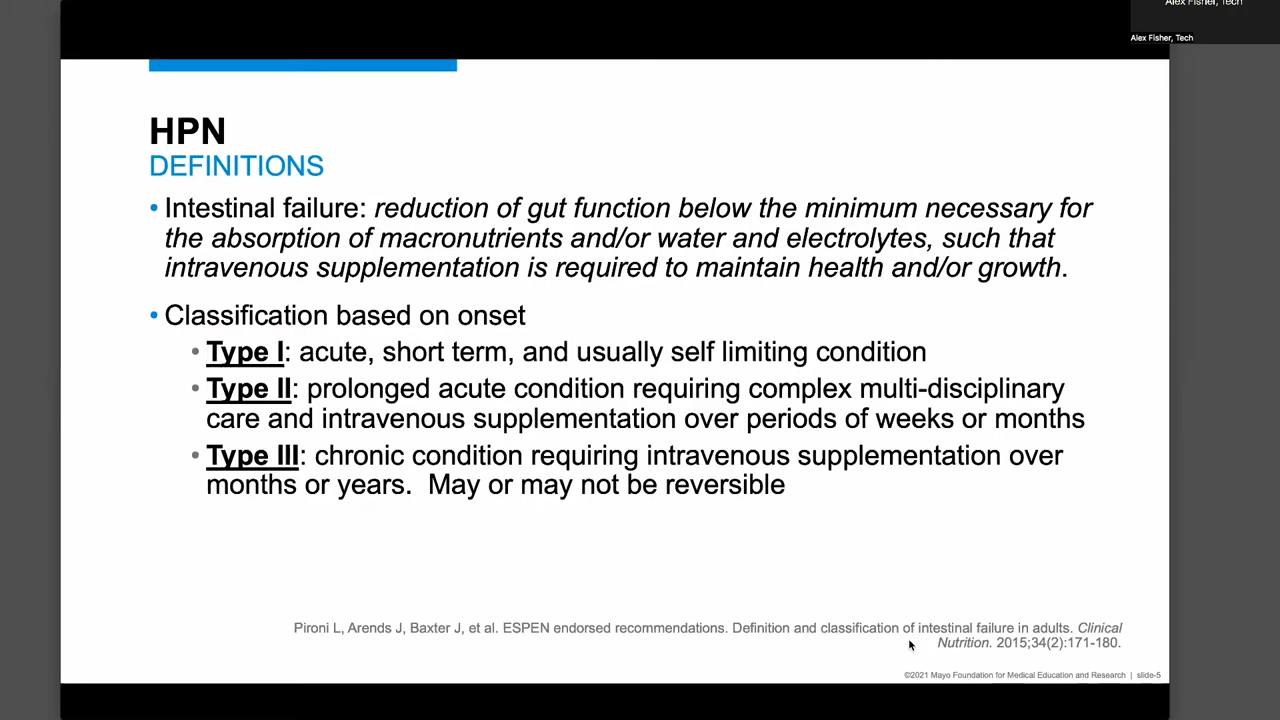 Alex Fisher, Tech
Alex Fisher, Tech
HPN
DEFINITIONS
• Intestinal failure: reduction of gut function below the minimum necessary for
the absorption of macronutrients and/or water and electrolytes, such that
intravenous supplementation is required to maintain health and/or growth.
• Classification based on onset
• Type I: acute, short term, and usually self limiting condition
• Type II: prolonged acute condition requiring complex multi-disciplinary
care and intravenous supplementation over periods of weeks or months
• Type III: chronic condition requiring intravenous supplementation over
months or years.  May or may not be reversible
Pironi L, Arends J, Baxter J, et al. ESPEN endorsed recommendations. Definition and classification of intestinal failure in adults. Clinical
Nutrition. 2015;34(2):171-180.
©2021 Mayo Foundation for Medical Education and Research | slide-5